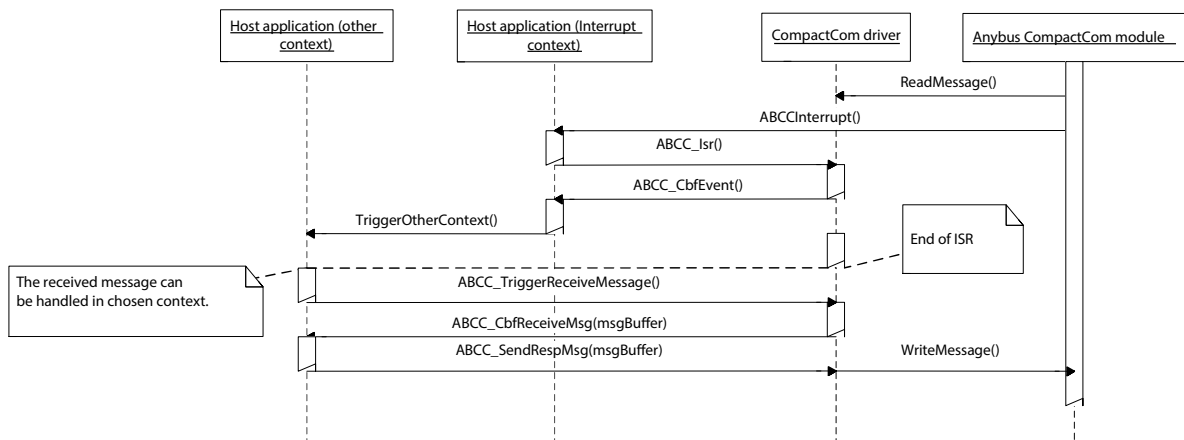 Host application (other
context)
Host application (Interrupt
context)
CompactCom driver
Anybus CompactCom module
ReadMessage()
ABCCInterrupt()
ABCC_Isr()
ABCC_CbfEvent()
TriggerOtherContext()
End of ISR
The received message can
be handled in chosen context.
ABCC_TriggerReceiveMessage()
ABCC_CbfReceiveMsg(msgBuffer)
ABCC_SendRespMsg(msgBuffer)
WriteMessage()